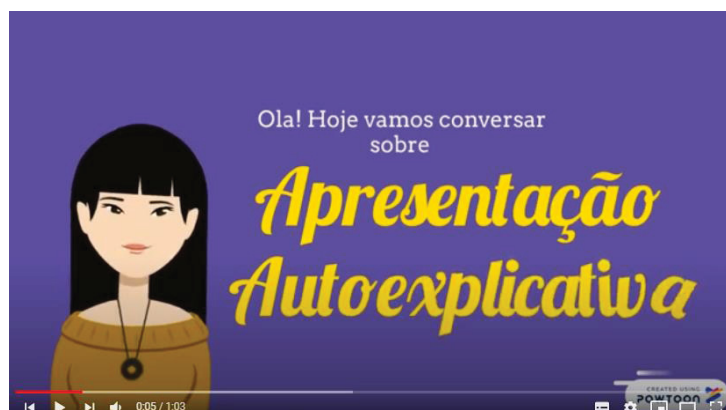 Ola! Hoje vamos conversar
sobre
Apresentação
Autoexplicativa
CREATED USING
POWTOON
0:05 / 1:03